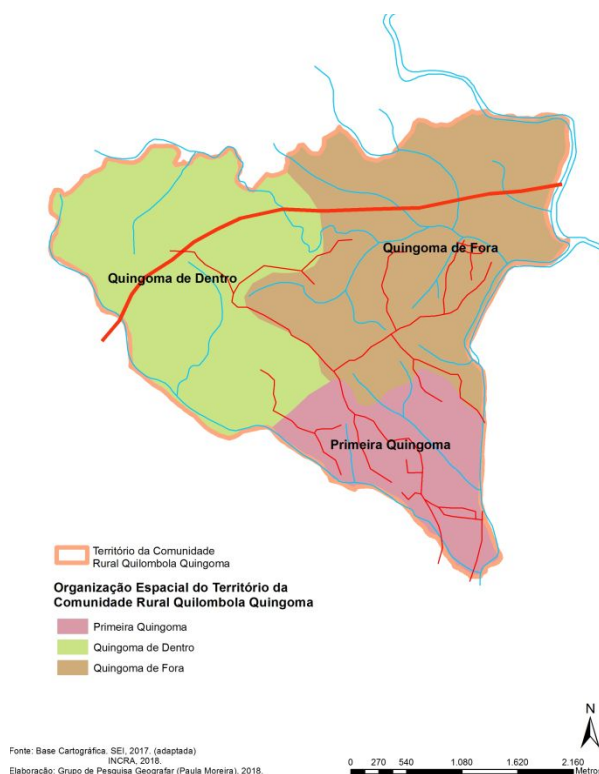 Quingoma de Fora
Quingoma de Dentro
Primeira Quingoma
Território da Comunidade
Rural Quilombola Quingoma
Organização Espacial do Território da
Comunidade Rural Quilombola Quingoma
Primeira Quingoma
Quingoma de Dentro
Quingoma de Fora
N
Fonte: Base Cartográfica. SEI, 2017. (adaptada)
INCRA, 2018.
Elaboração: Grupo de Pesquisa Geografar (Paula Moreira), 2018.
0 270 540 1.080 1.620 2.160
Metros